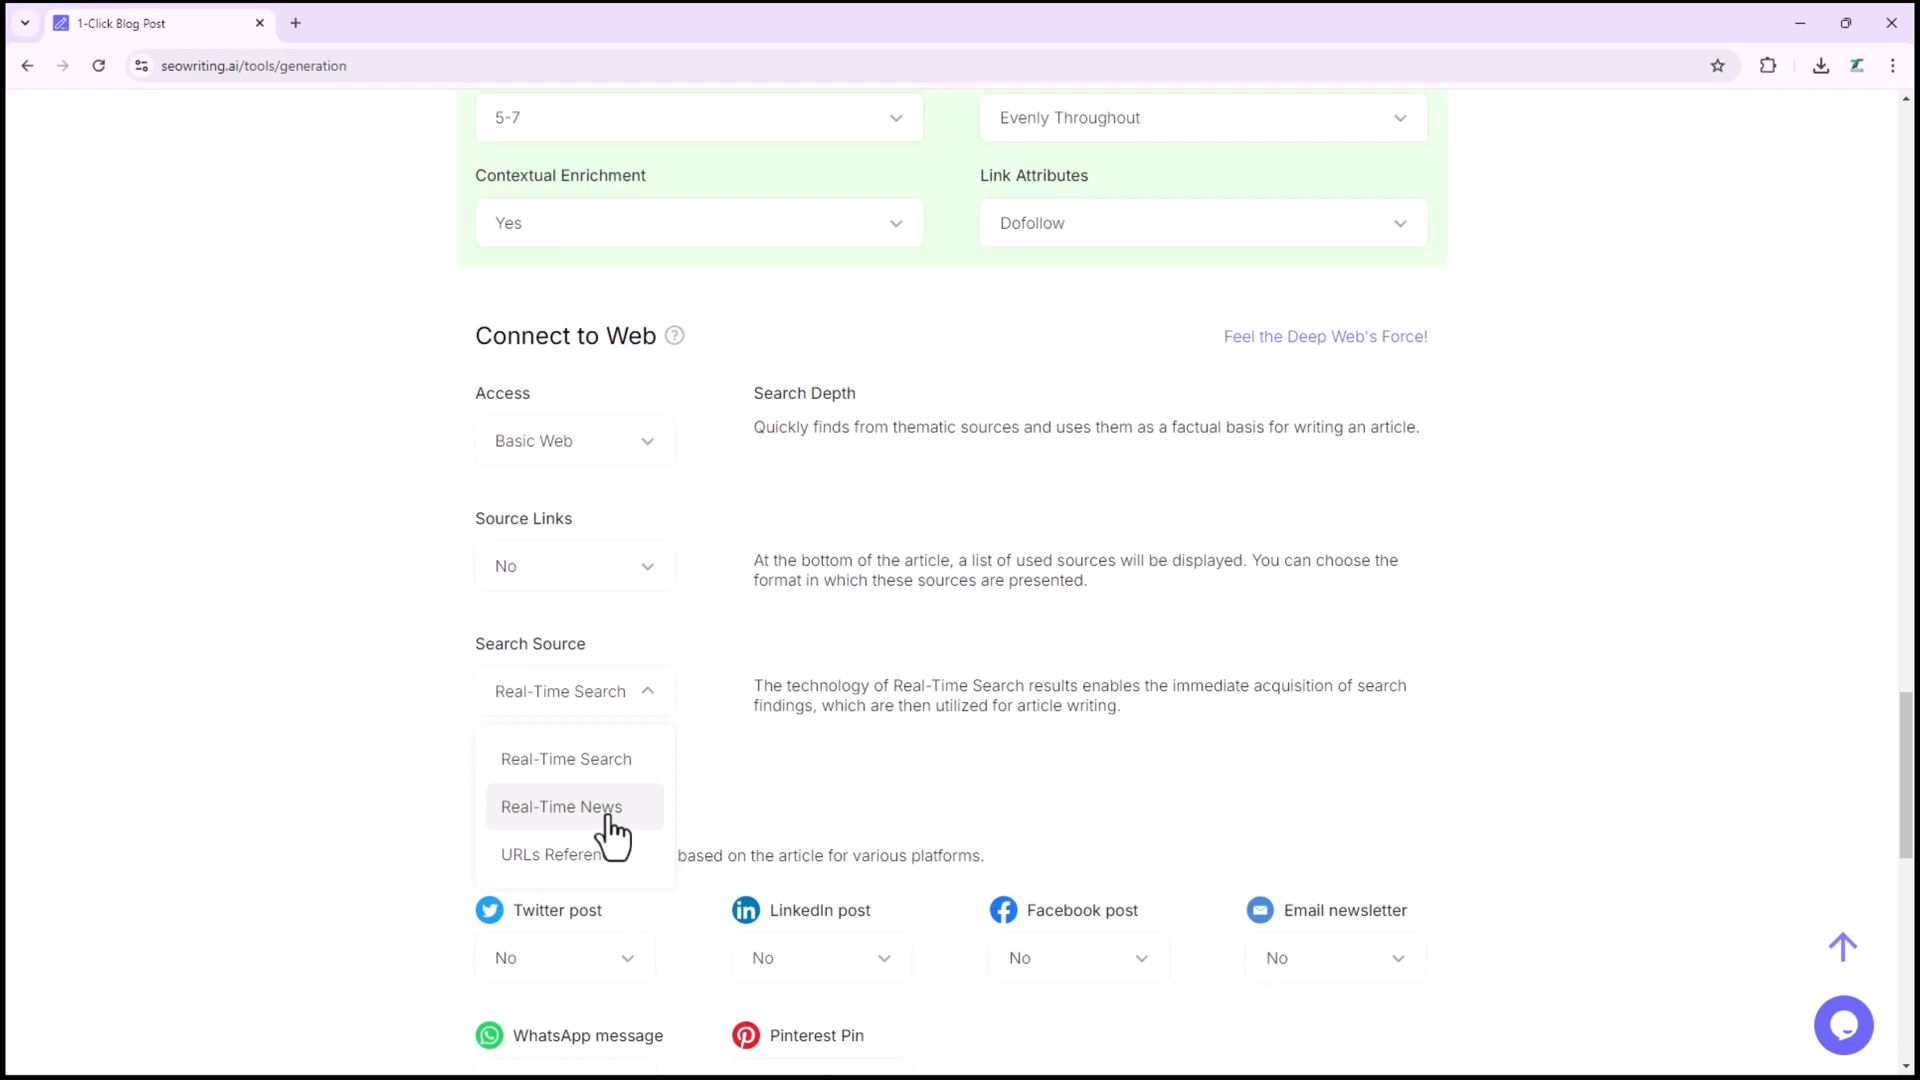 1-Click Blog Post
seowriting.ai/tools/generation
5-7
Evenly Throughout
Contextual Enrichment
Link Attributes
Yes
Dofollow
Connect to Web
Feel the Deep Web's Force!
Access
Search Depth
Basic Web
Quickly finds from thematic sources and uses them as a factual basis for writing an article.
Source Links
No
At the bottom of the article, a list of used sources will be displayed. You can choose the
format in which these sources are presented.
Search Source
Real-Time Search
The technology of Real-Time Search results enables the immediate acquisition of search
findings, which are then utilized for article writing.
Real-Time Search
Real-Time News
URLs Referen
based on the article for various platforms.
Twitter post
LinkedIn post
Facebook post
Email newsletter
No
No
No
No
WhatsApp message
Pinterest Pin